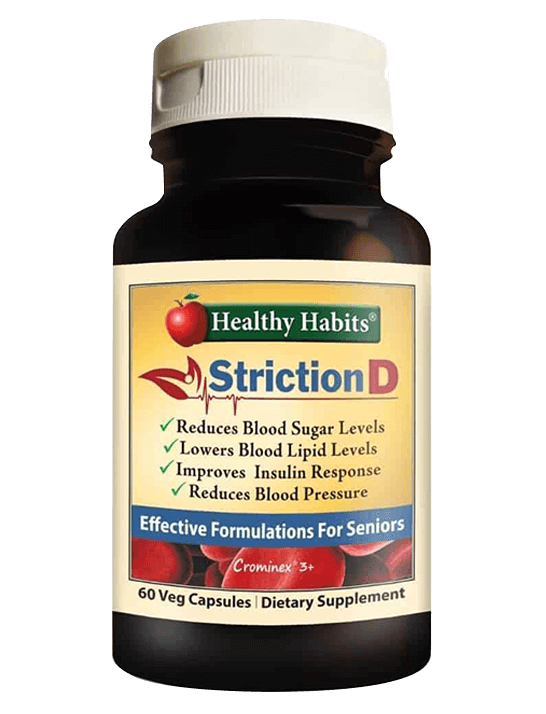 Healthy Habits®
Striction D
✓Reduces Blood Sugar Levels
✓Lowers Blood Lipid Levels
✓Improves Insulin Response
✓Reduces Blood Pressure
Effective Formulations For Seniors
Crominex® 3+
60 Veg Capsules | Dietary Supplement